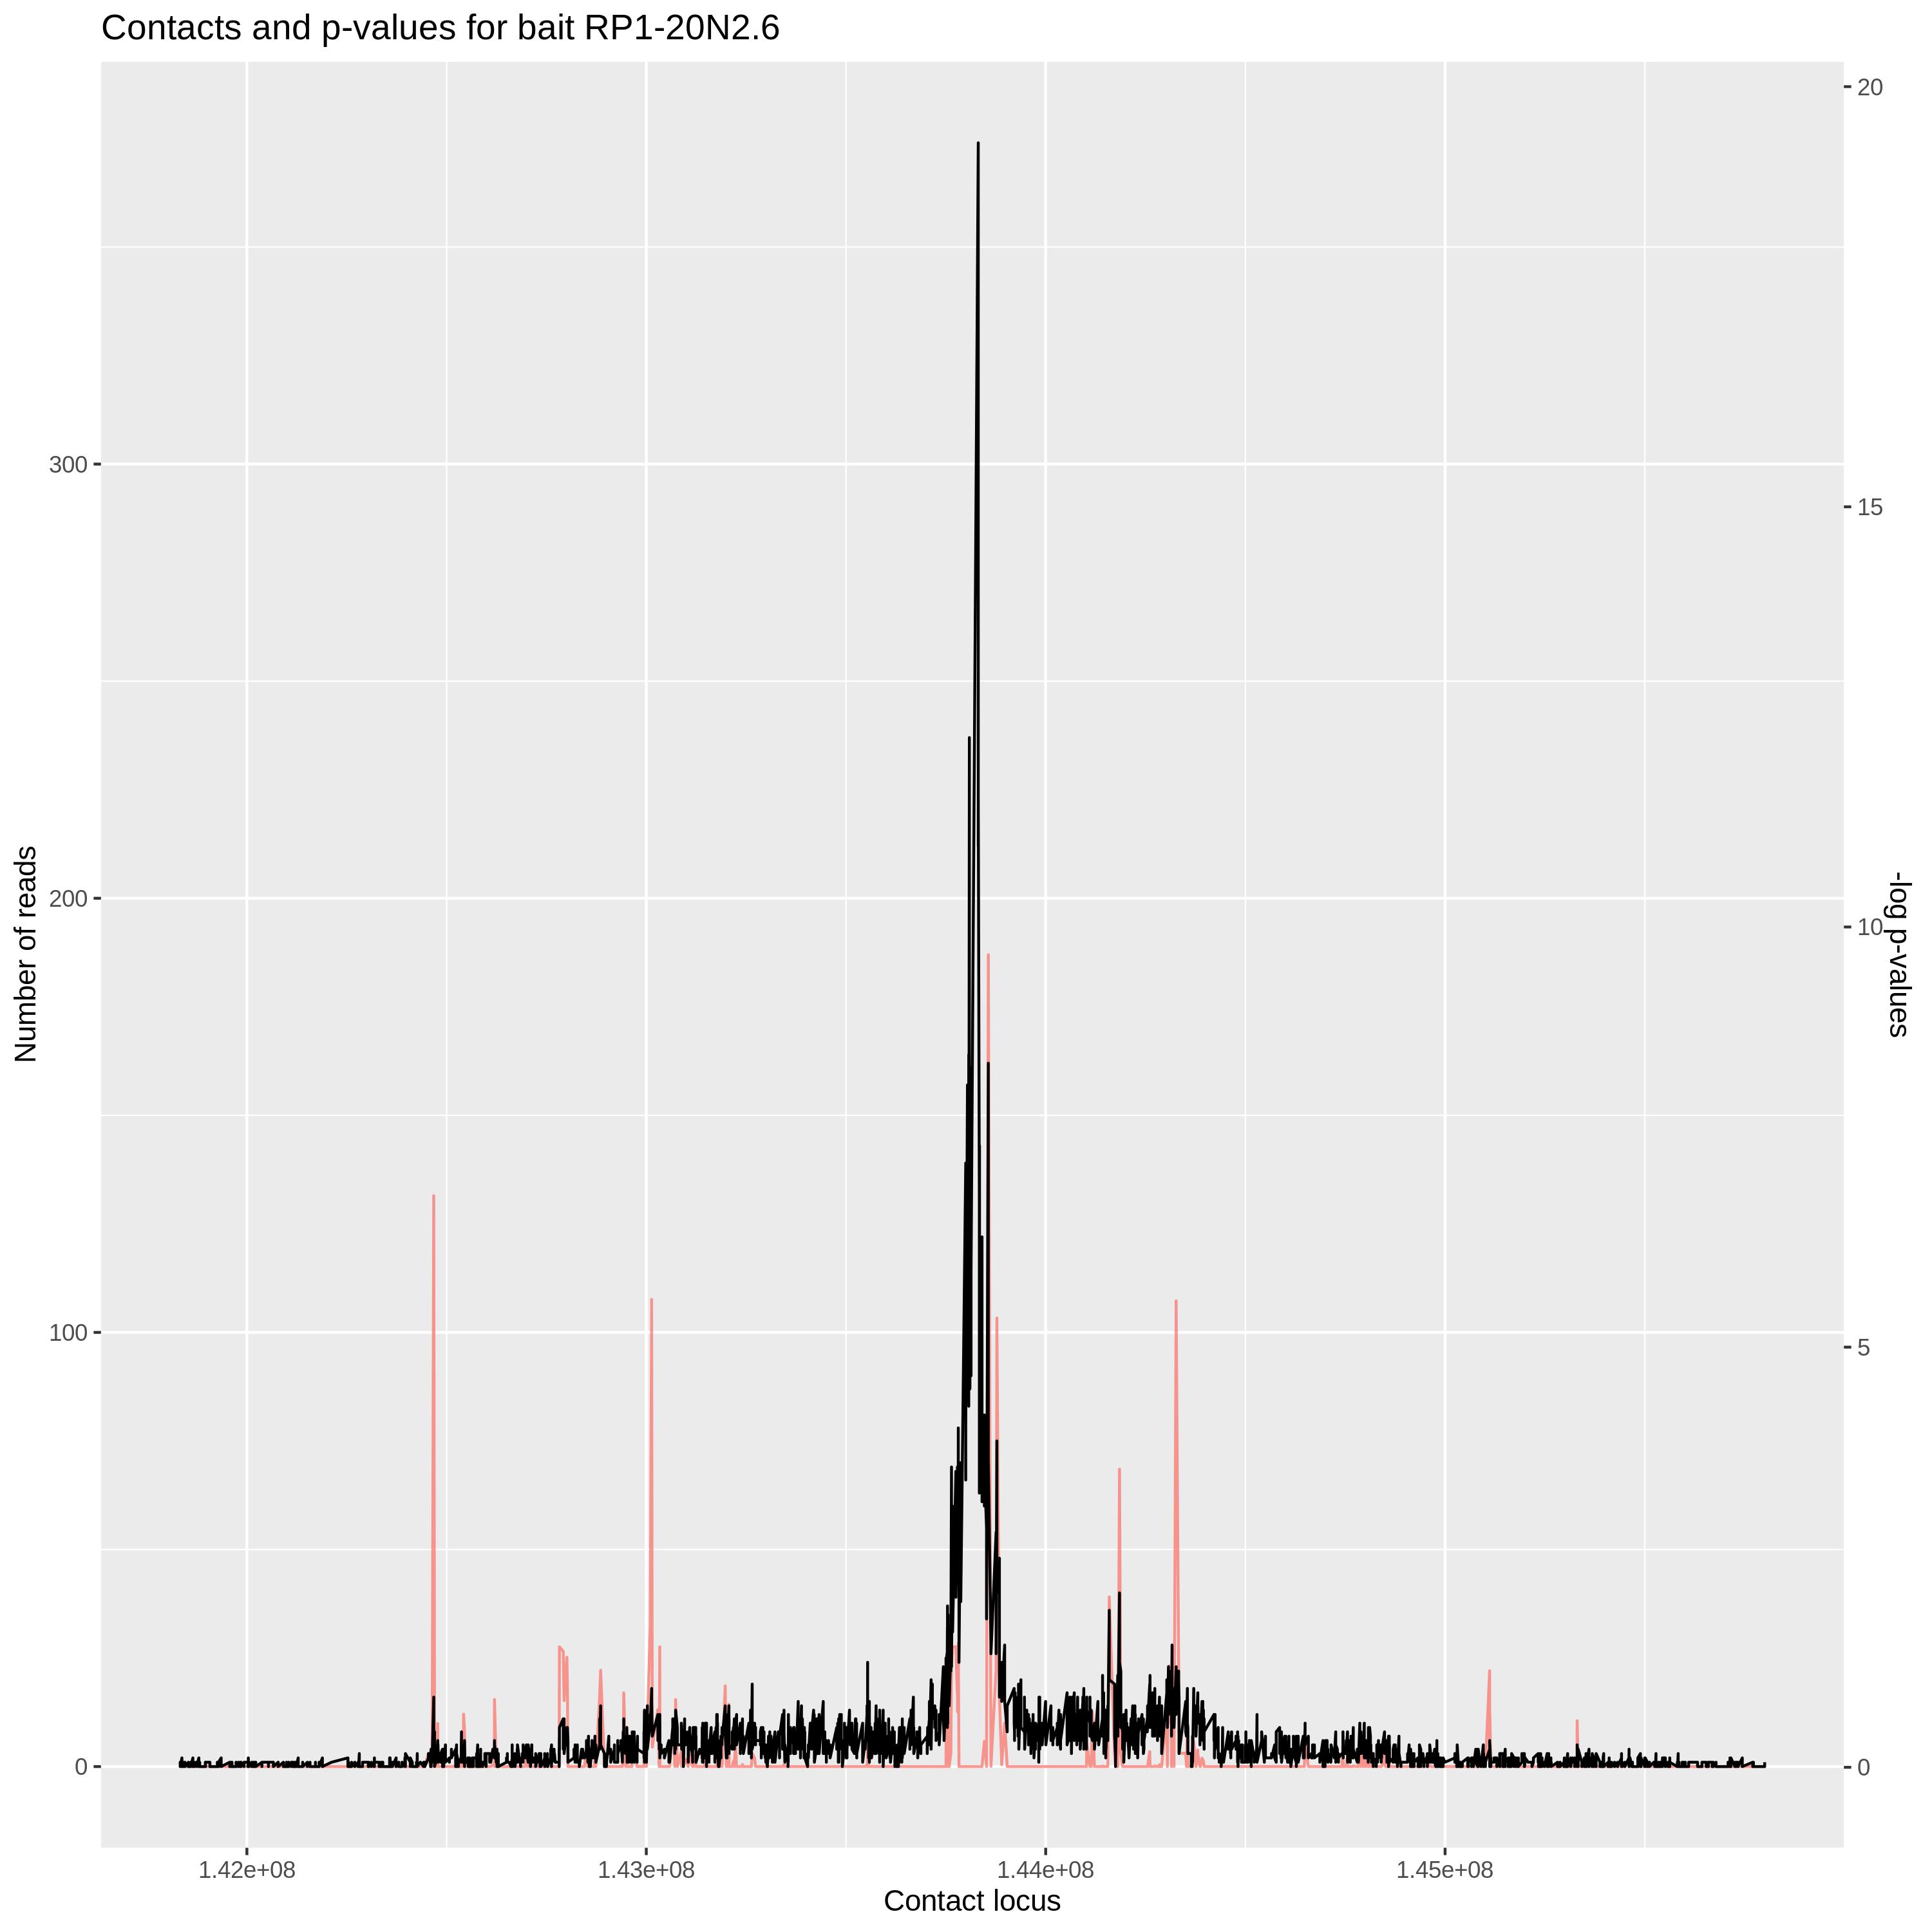 Contacts and p-values for bait RP1-20N2.6
Number of reads
300
200
100
0
20
15
10
5
0
-log p-values
1.42e+08
1.43e+08
1.44e+08
1.45e+08
Contact locus